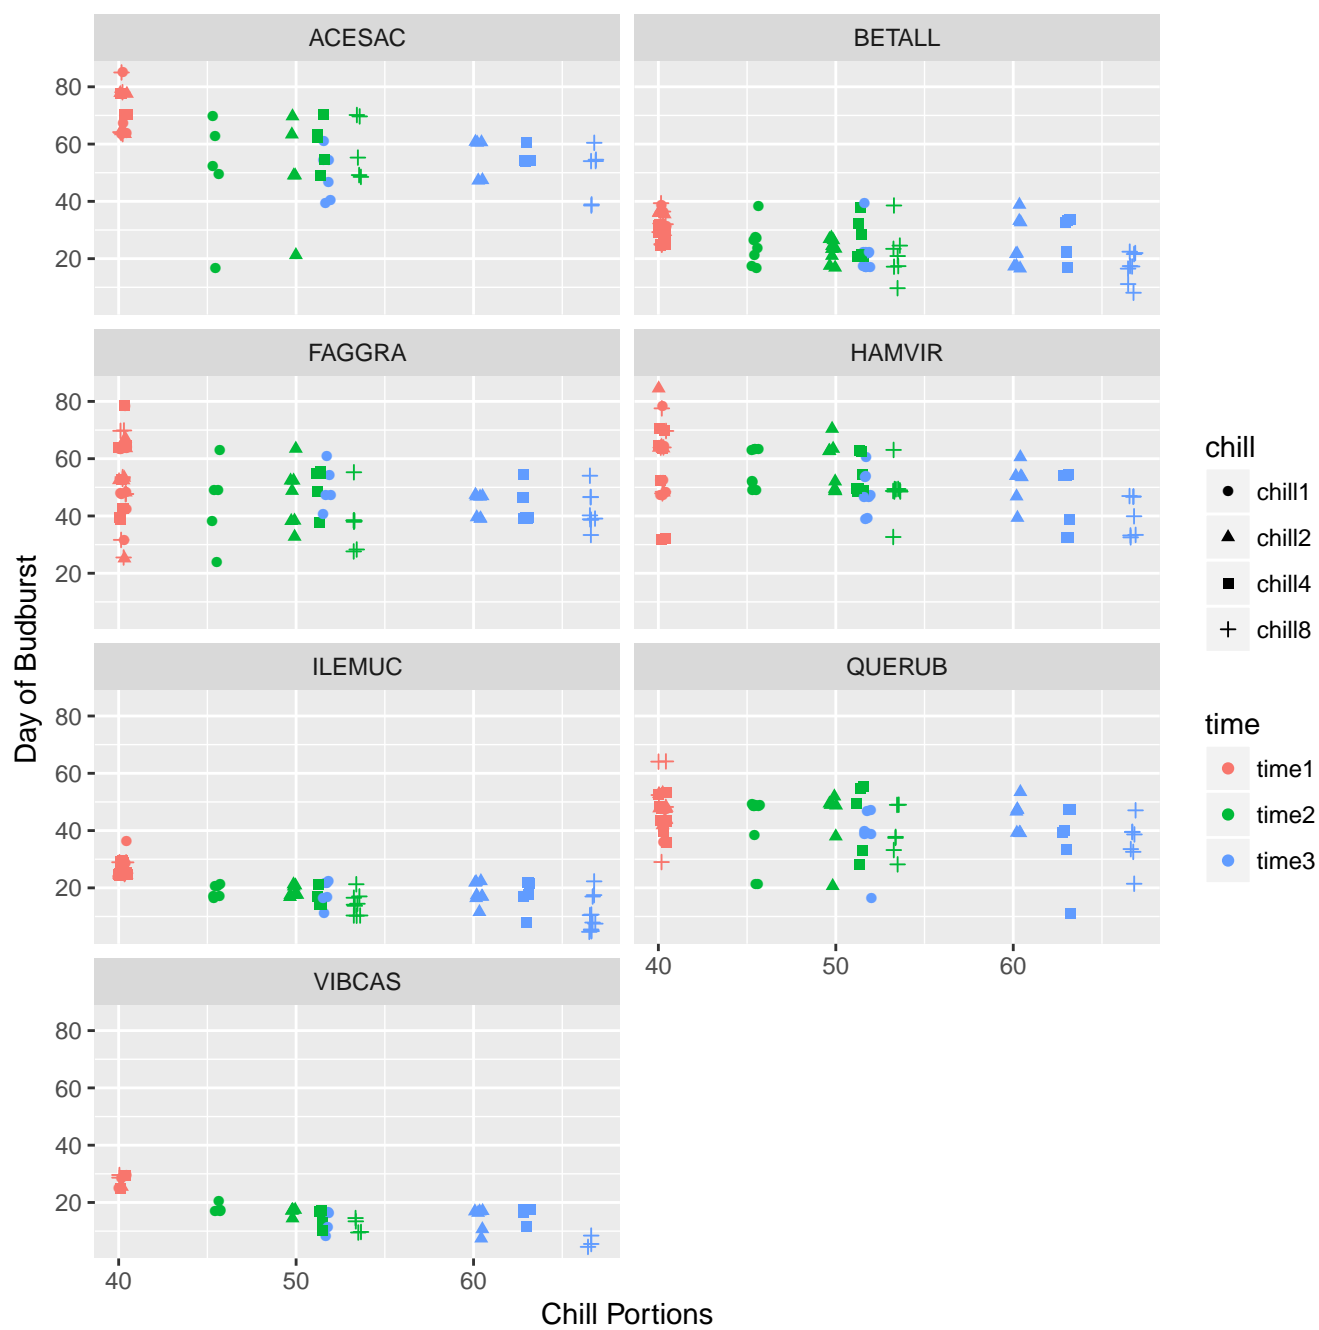 ACESAC
BETALL
80
60
40
20
FAGGRA
HAMVIR
80
60
40
20
ILEMUC
QUERUB
80
60
40
20
40
50
60
VIBCAS
80
60
40
20
40
50
60
Chill Portions
Day of Budburst
chill
chill1
chill2
chill4
chill8
time
time1
time2
time3